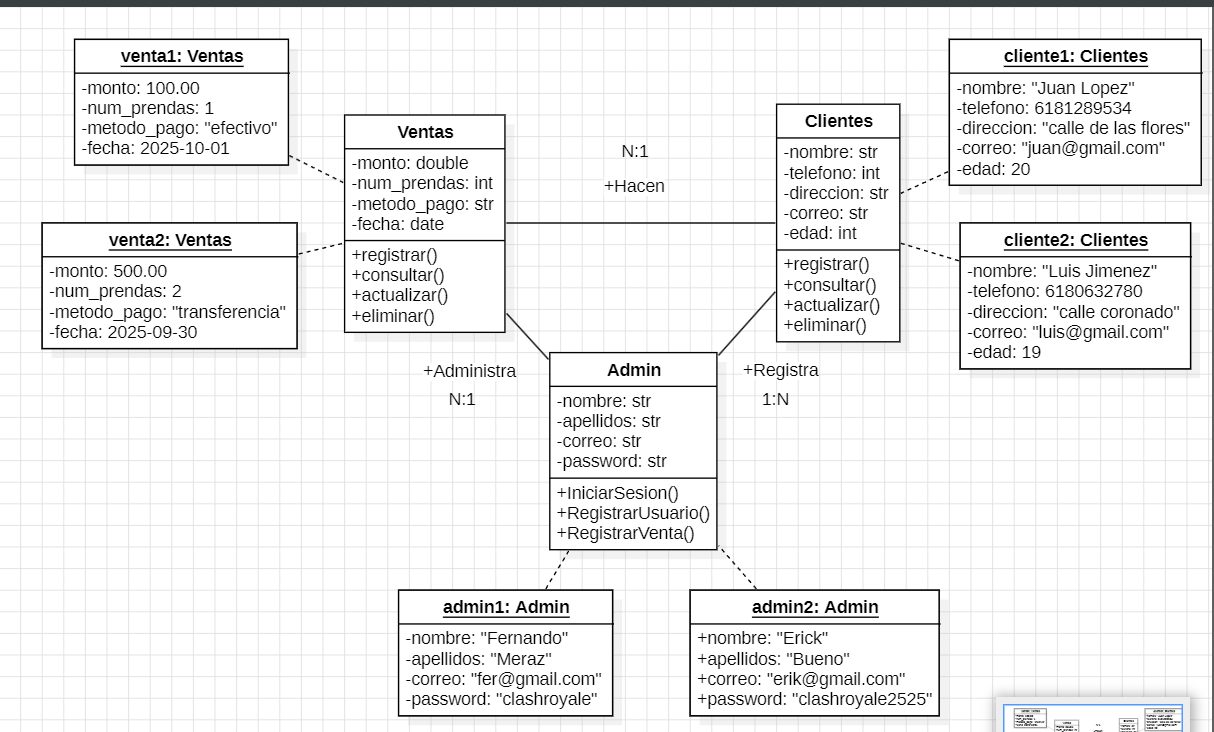 venta1: Ventas
-monto: 100.00
-num_prendas: 1
-metodo_pago: "efectivo"
-fecha: 2025-10-01
venta2: Ventas
-monto: 500.00
-num_prendas: 2
-metodo_pago: "transferencia"
-fecha: 2025-09-30
Ventas
-monto: double
-num_prendas: int
-metodo_pago: str
-fecha: date
+registrar()
+consultar()
+actualizar()
+eliminar()
N:1
+Hacen
Clientes
-nombre: str
-telefono: int
-direccion: str
-correo: str
-edad: int
+registrar()
+consultar()
+actualizar()
+eliminar()
cliente1: Clientes
-nombre: "Juan Lopez"
-telefono: 6181289534
-direccion: "calle de las flores"
-correo: "juan@gmail.com"
-edad: 20
cliente2: Clientes
-nombre: "Luis Jimenez"
-telefono: 6180632780
-direccion: "calle coronado"
-correo: "luis@gmail.com"
-edad: 19
+Administra
N:1
Admin
-nombre: str
-apellidos: str
-correo: str
-password: str
+IniciarSesion()
+RegistrarUsuario()
+RegistrarVenta()
+Registra
1:N
admin1: Admin
-nombre: "Fernando"
-apellidos: "Meraz"
-correo: "fer@gmail.com"
-password: "clashroyale"
admin2: Admin
+nombre: "Erick"
+apellidos: "Bueno"
+correo: "erik@gmail.com"
+password: "clashroyale2525"